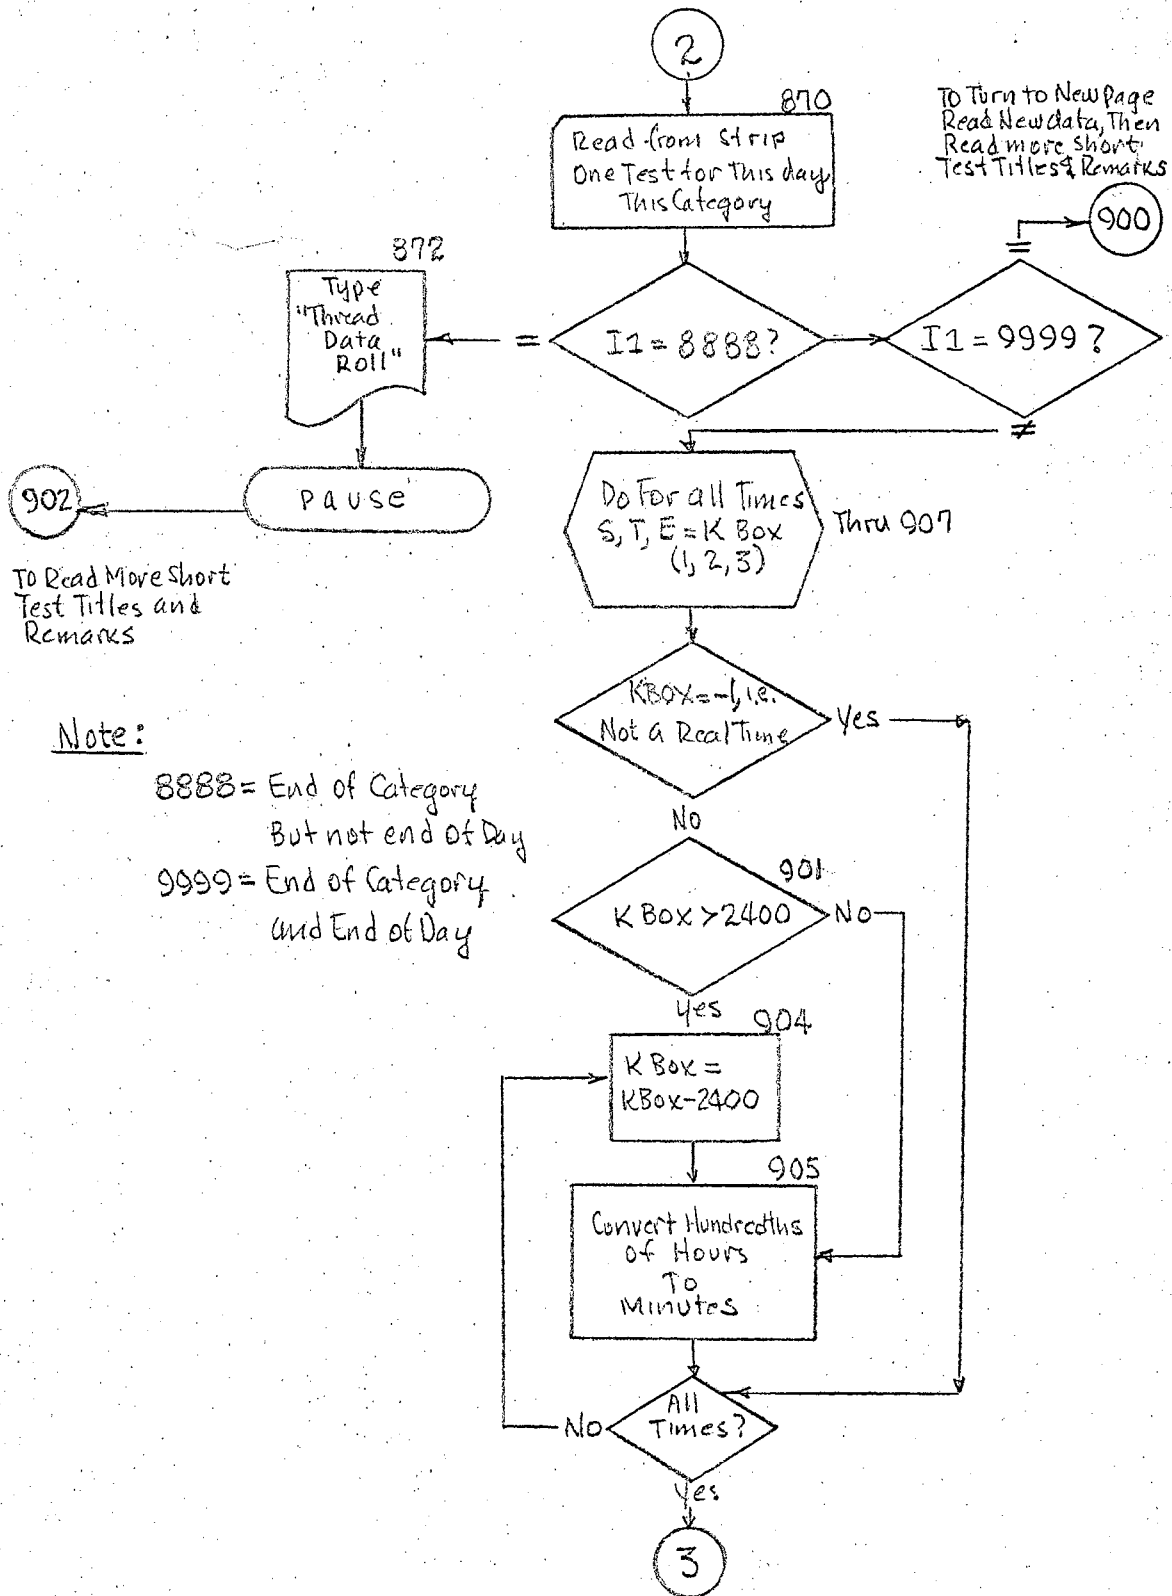 2
870
Read from Strip
One Test for This day
This Category
To Turn to New Page
Read New data, Then
Read more short
Test Titles & Remarks
900
=
872
Type
"Thread
Data
Roll"
=
I1 = 8888?
I1 = 9999?
≠
902
Pause
To Read More Short
Test Titles and
Remarks
Do For all Times
S, T, E = K Box
(1, 2, 3)
Thru 907
KBOX = -1, i.e.
Not a Real Time
Yes
No
Note:
8888 = End of Category
But not end of Day
9999 = End of Category
and End of Day
901
K Box > 2400
No
Yes
904
K Box =
KBox-2400
905
Convert Hundredths
of Hours
To
Minutes
All
Times?
No
Yes
3